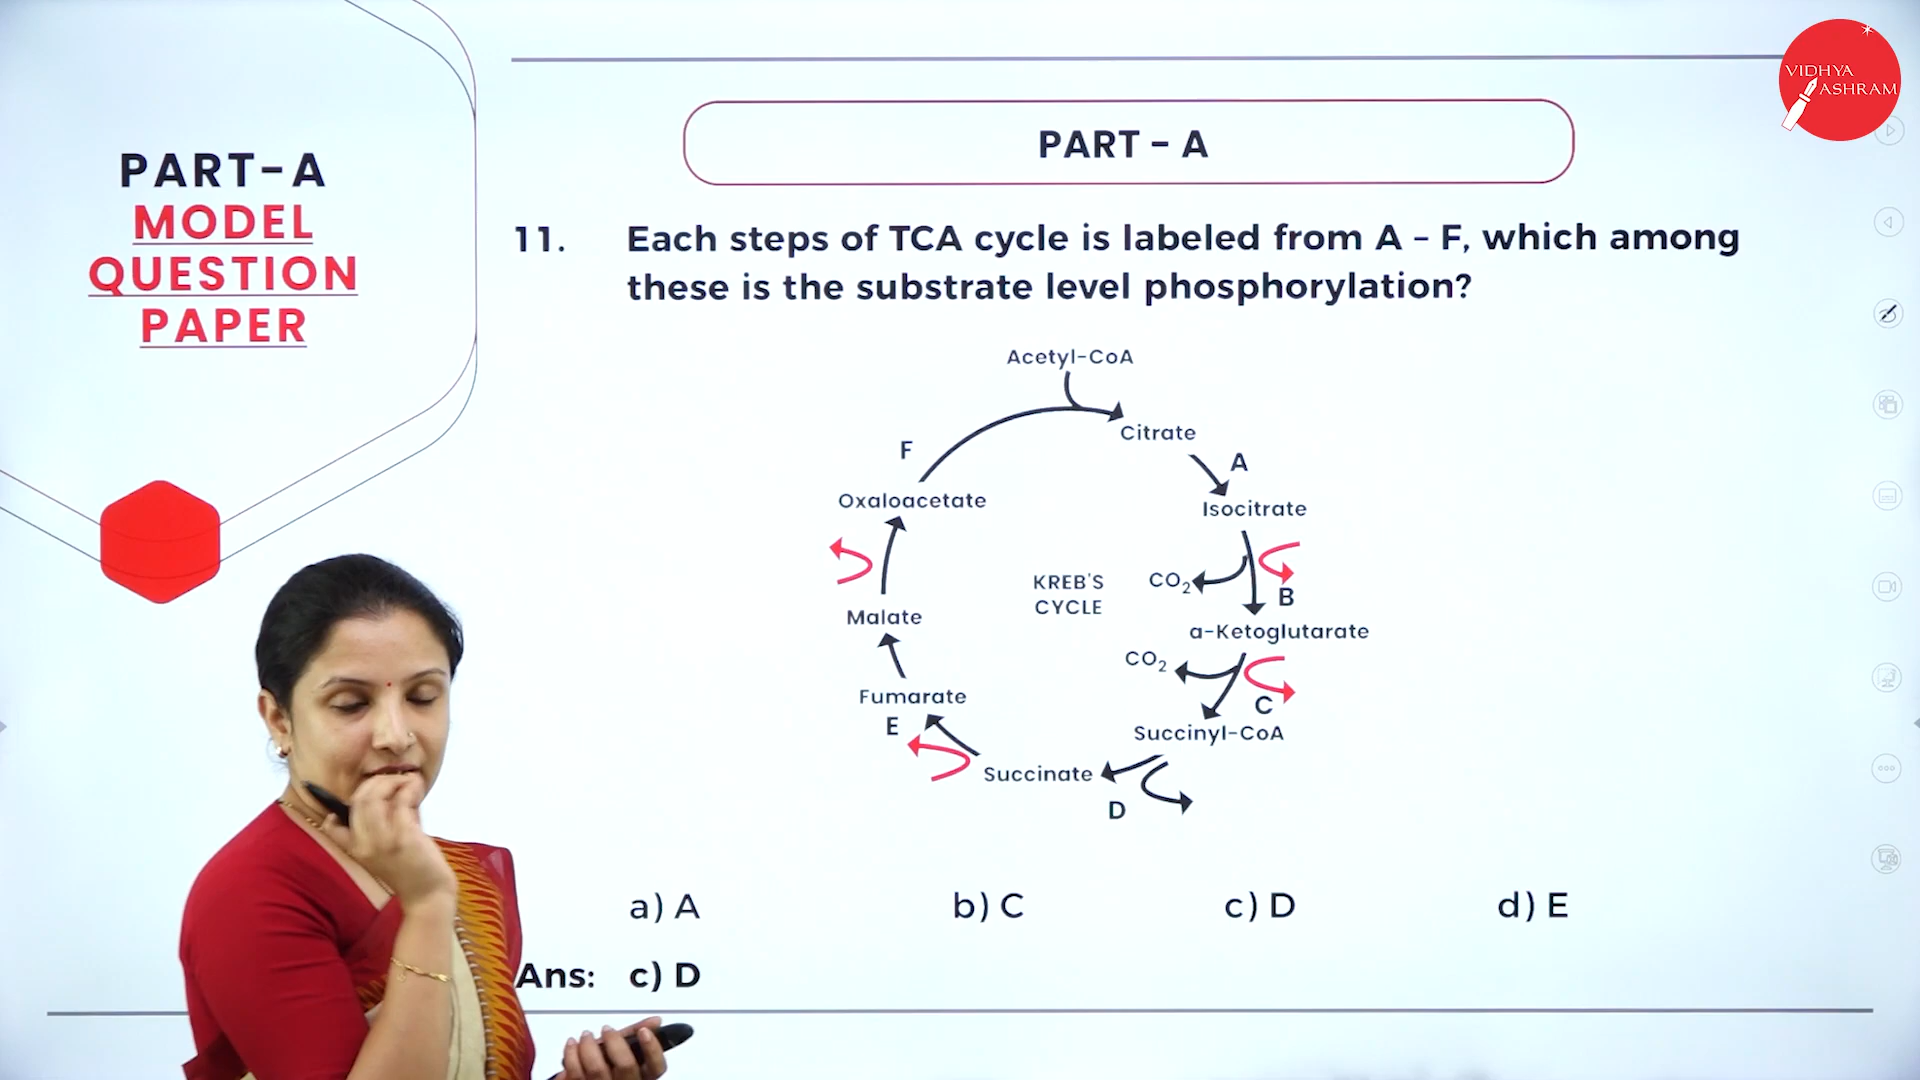 VIDHYA
ASHRAM
PART-A
MODEL
QUESTION
PAPER
PART - A
11. Each steps of TCA cycle is labeled from A – F, which among
these is the substrate level phosphorylation?
Acetyl-CoA
Citrate
F
A
Oxaloacetate
Isocitrate
KREB'S
CYCLE
CO2
B
Malate
α-Ketoglutarate
CO2
Fumarate
C
E
Succinyl-CoA
Succinate
D
a) A b) C c) D d) E
Ans: c) D